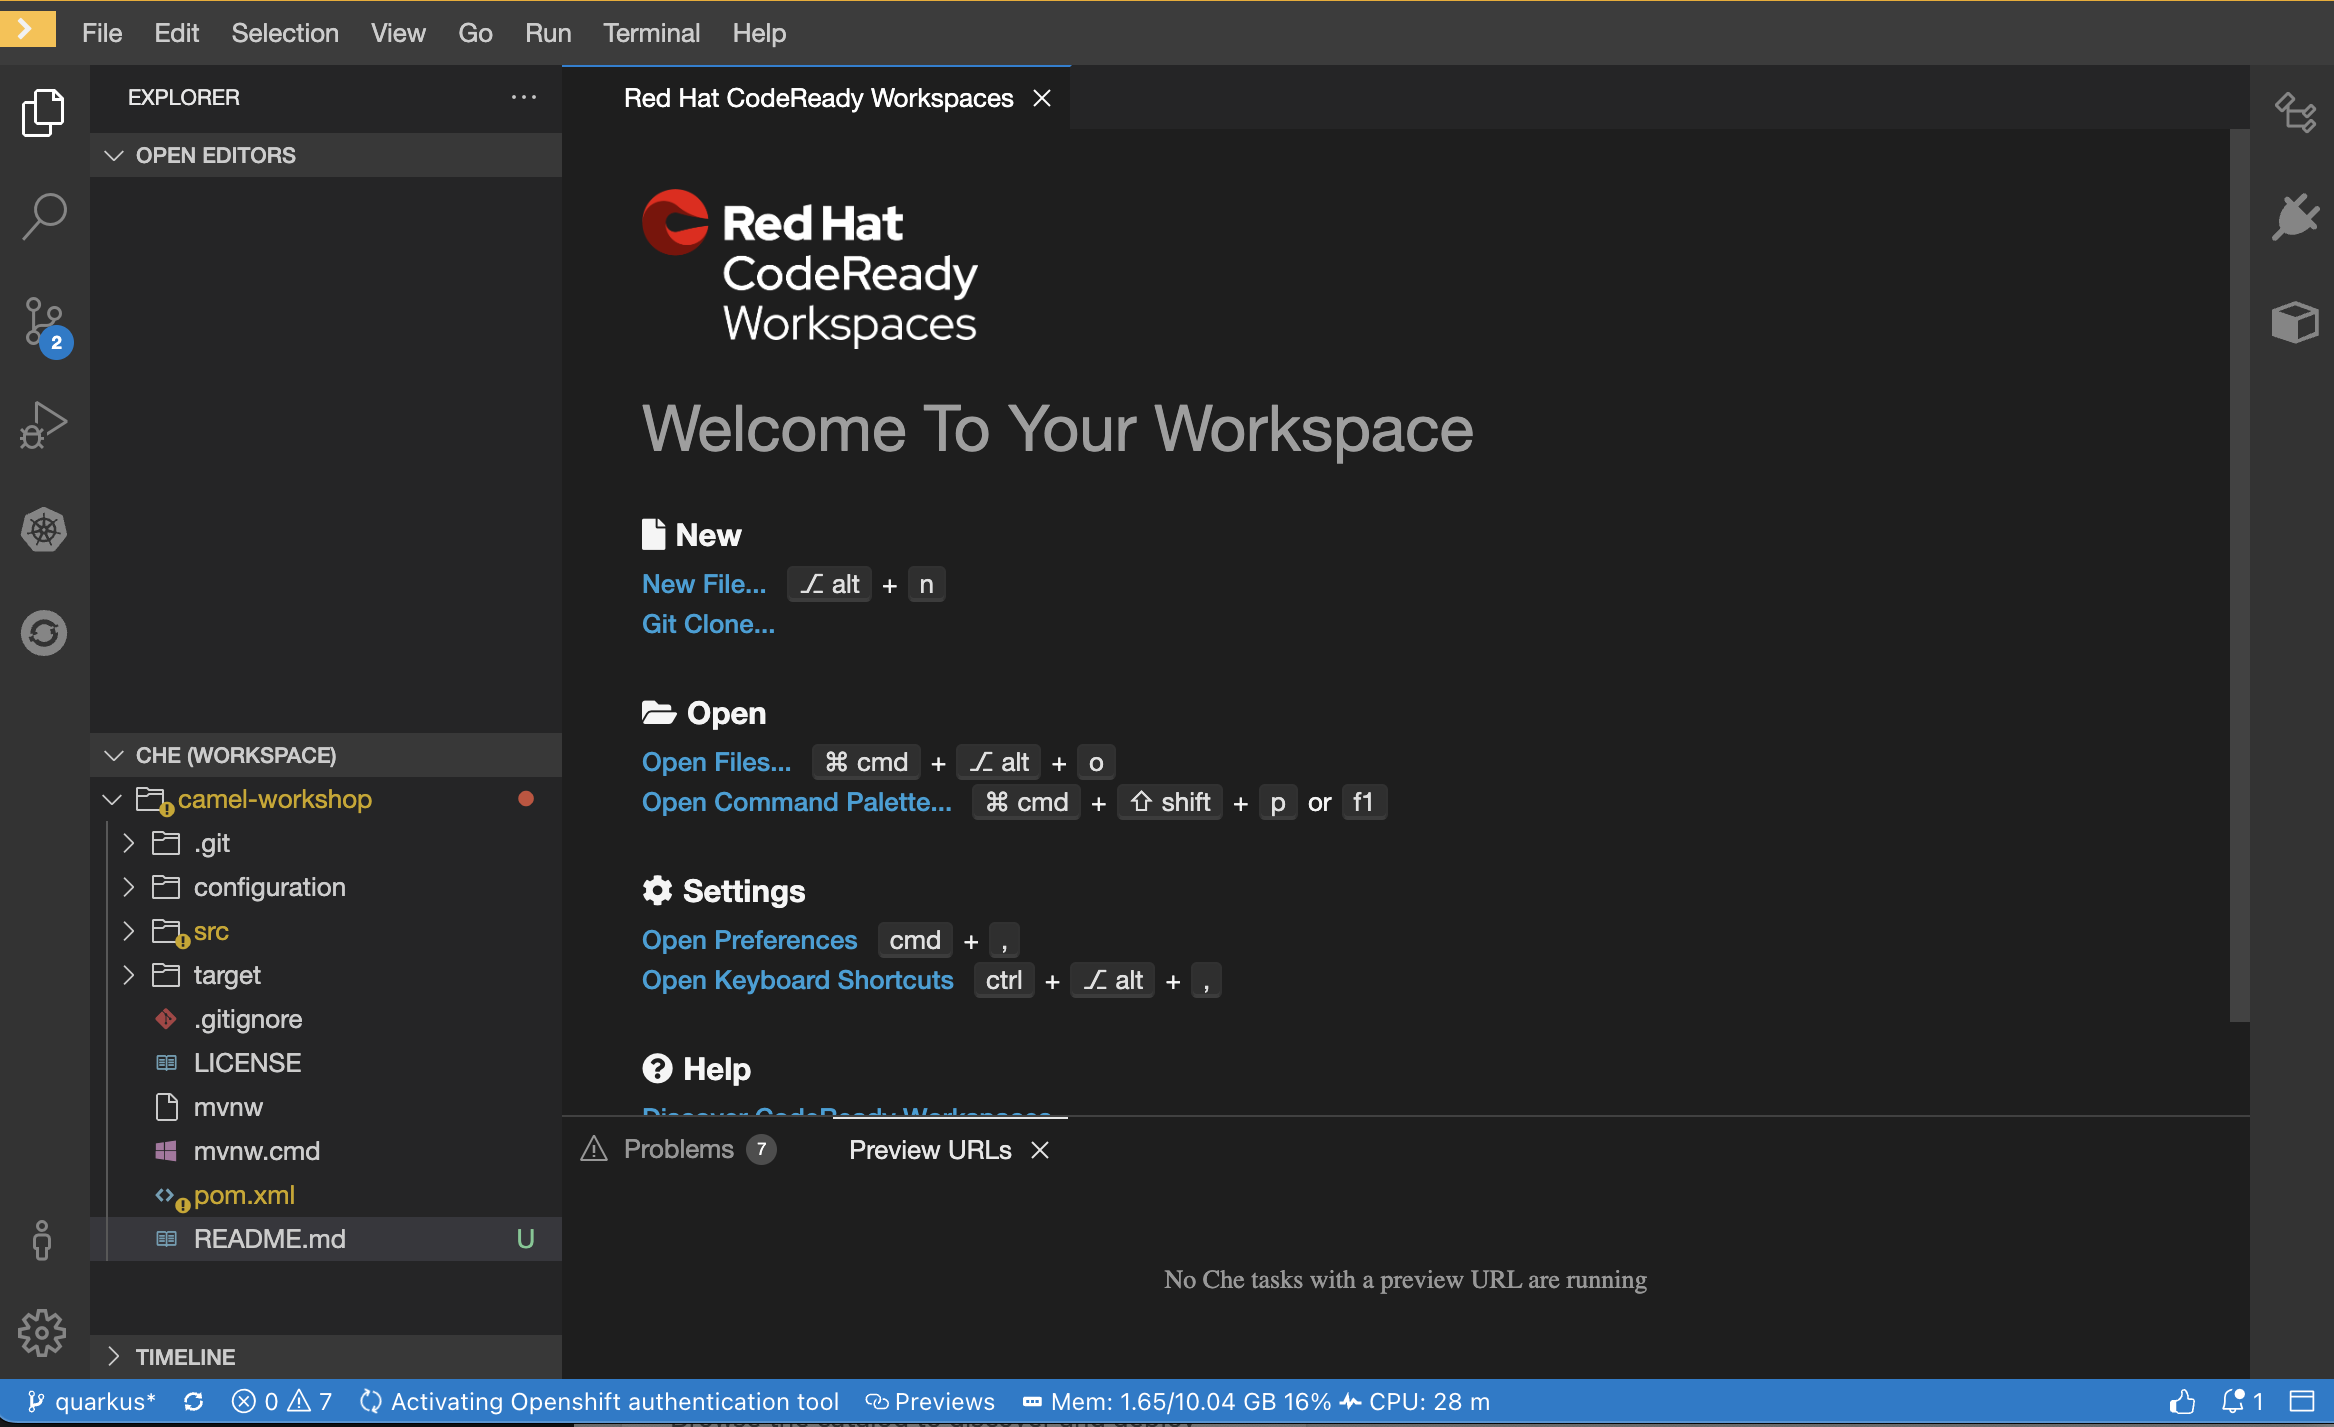 File Edit Selection View Go Run Terminal Help
EXPLORER
OPEN EDITORS
2
CHE (WORKSPACE)
camel-workshop
.git
configuration
src
target
.gitignore
LICENSE
mvnw
mvnw.cmd
pom.xml
README.md U
TIMELINE
Red Hat CodeReady Workspaces
Red Hat
CodeReady
Workspaces
Welcome To Your Workspace
New
New File... ⌥ alt + n
Git Clone...
Open
Open Files... ⌘ cmd + ⌥ alt + o
Open Command Palette... ⌘ cmd + ⇧ shift + p or f1
Settings
Open Preferences cmd + ,
Open Keyboard Shortcuts ctrl + ⌥ alt + ,
Help
Discover CodeReady Workspaces
Problems 7 Preview URLs
No Che tasks with a preview URL are running
quarkus* 0 7 Activating Openshift authentication tool Previews Mem: 1.65/10.04 GB 16% CPU: 28 m 1